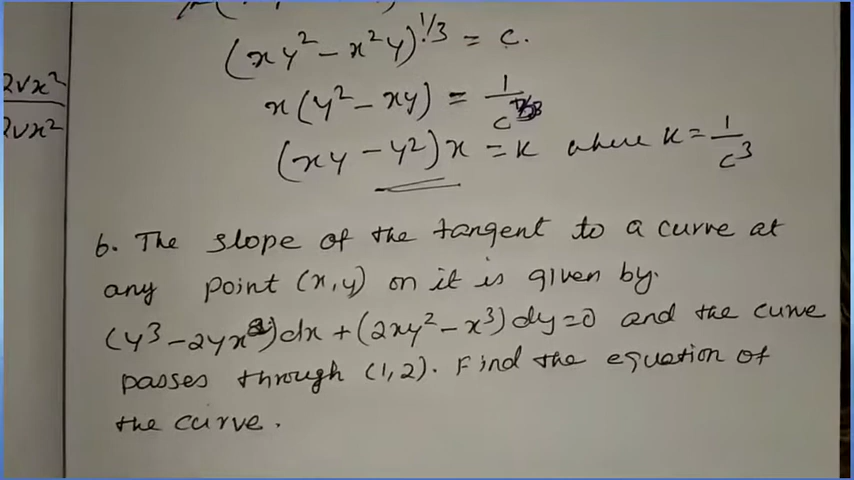 (xy² - x²y)^1/3 = c.
2vx²
x(y² - xy) = 1/c
2vx²
(xy - y²)x = k where k = 1/c³
6. The slope of the tangent to a curve at
any point (x,y) on it is given by.
(y³ - 2yx²)dx + (2xy² - x³)dy=0 and the curve
passes through (1,2). Find the equation of
the curve.